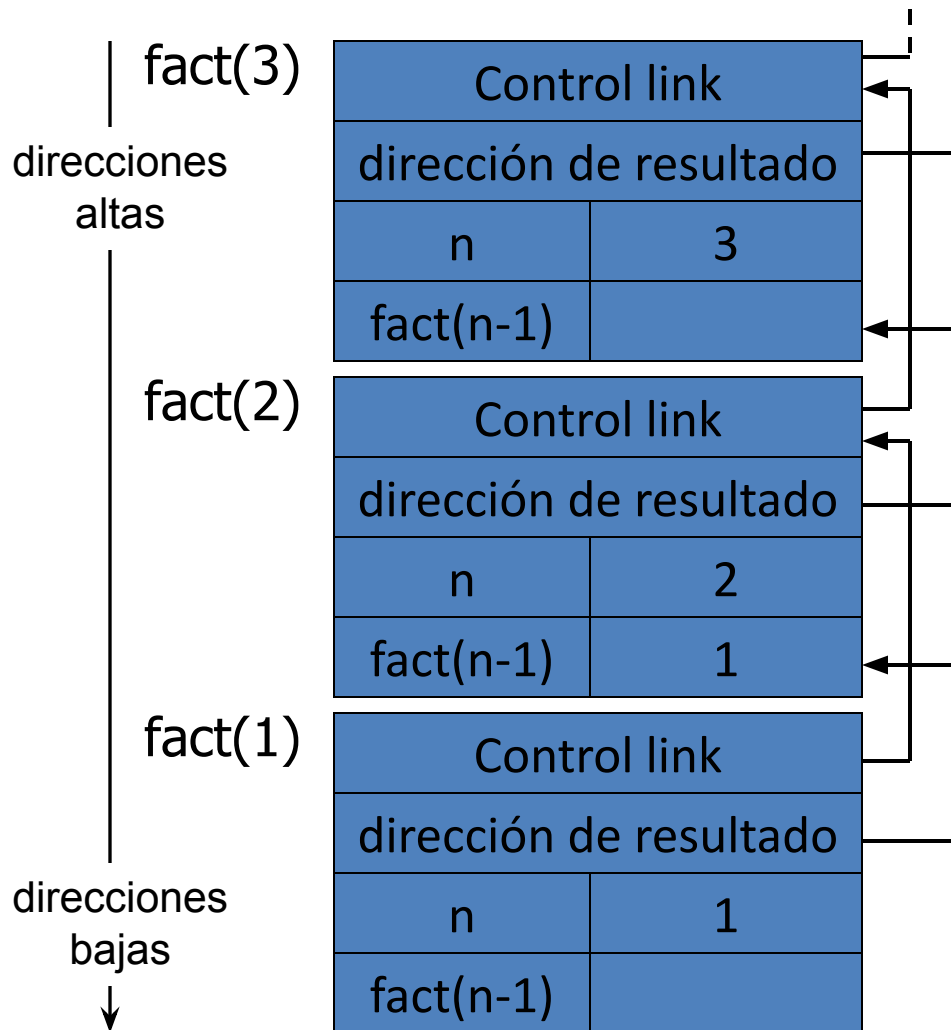 fact(3)
Control link
direcciones
altas
dirección de resultado
n 3
fact(n-1)
fact(2)
Control link
dirección de resultado
n 2
fact(n-1) 1
fact(1)
Control link
dirección de resultado
direcciones
bajas
n 1
fact(n-1)